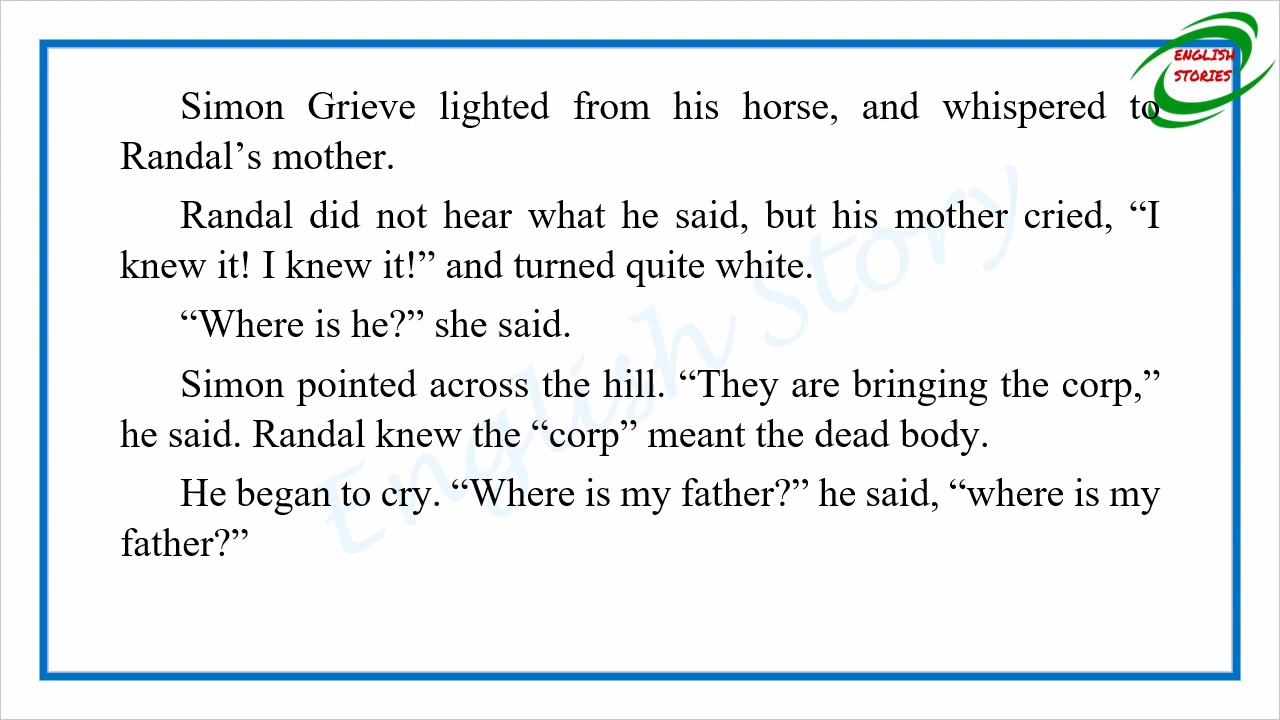 ENGLISH
STORIES
Simon Grieve lighted from his horse, and whispered to
Randal’s mother.
Randal did not hear what he said, but his mother cried, “I
knew it! I knew it!” and turned quite white.
“Where is he?” she said.
Simon pointed across the hill. “They are bringing the corp,”
he said. Randal knew the “corp” meant the dead body.
He began to cry. “Where is my father?” he said, “where is my
father?”
English Story